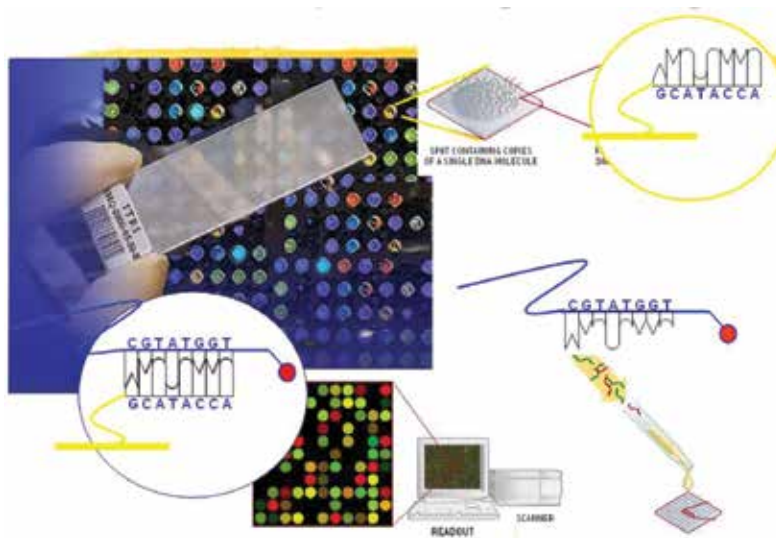 GCATACCA
SPOT CONTAINING COPIES
OF A SINGLE DNA MOLECULE
CGTATGGT
CGTATGGT
GCATACCA
READOUT
SCANNER